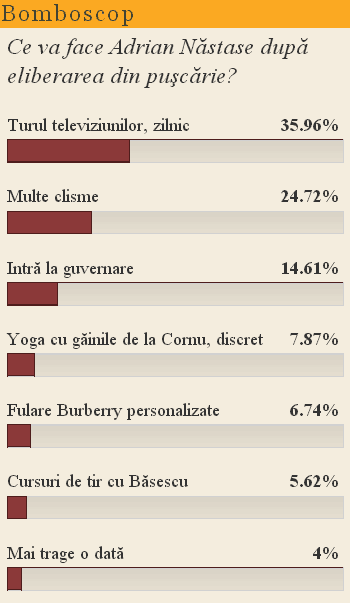 Bomboscop
Ce va face Adrian Năstase după
eliberarea din pușcărie?
Turul televiziunilor, zilnic 35.96%
Multe clisme 24.72%
Intră la guvernare 14.61%
Yoga cu găinile de la Cornu, discret 7.87%
Fulare Burberry personalizate 6.74%
Cursuri de tir cu Băsescu 5.62%
Mai trage o dată 4%